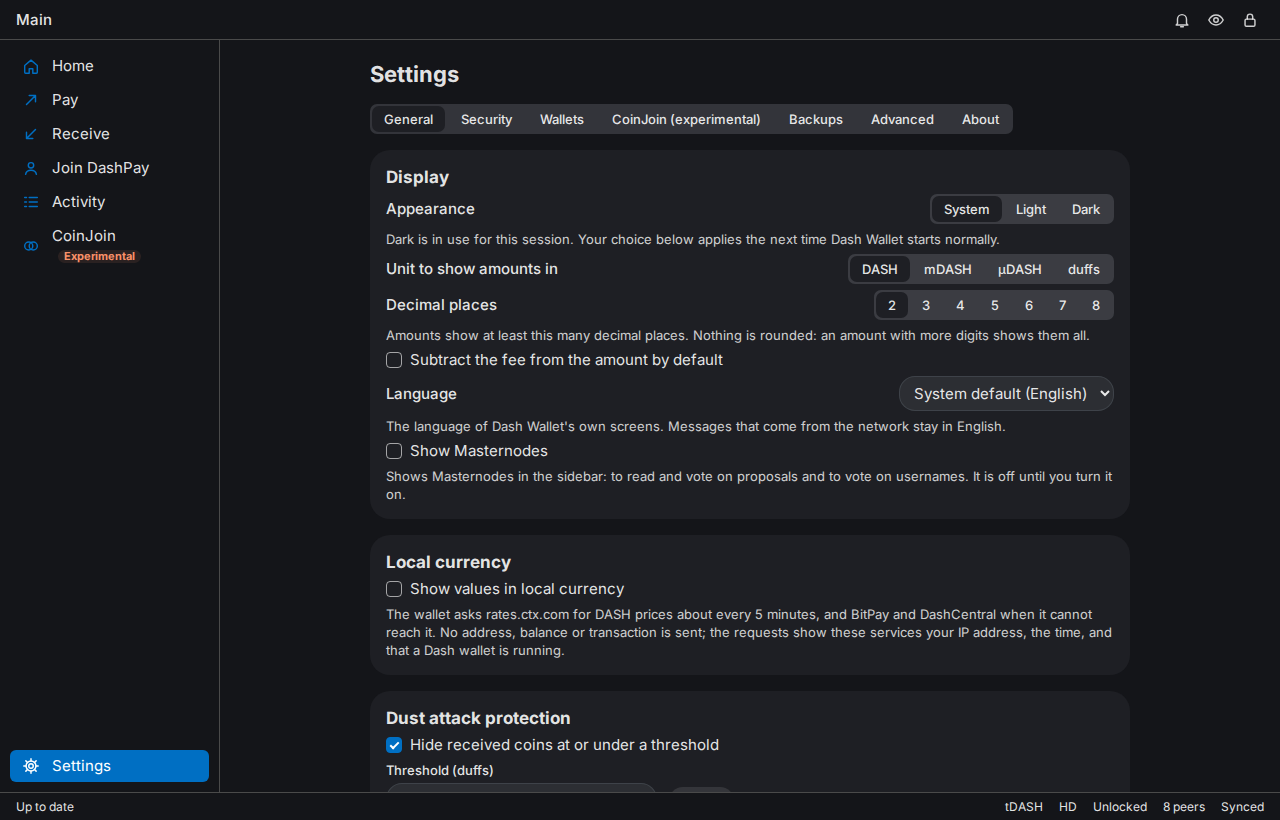 Main
Home
Pay
Receive
Join DashPay
Activity
CoinJoin
Experimental
Settings
Settings
General Security Wallets CoinJoin (experimental) Backups Advanced About
Display
Appearance System Light Dark
Dark is in use for this session. Your choice below applies the next time Dash Wallet starts normally.
Unit to show amounts in DASH mDASH µDASH duffs
Decimal places 2 3 4 5 6 7 8
Amounts show at least this many decimal places. Nothing is rounded: an amount with more digits shows them all.
Subtract the fee from the amount by default
Language System default (English)
The language of Dash Wallet's own screens. Messages that come from the network stay in English.
Show Masternodes
Shows Masternodes in the sidebar: to read and vote on proposals and to vote on usernames. It is off until you turn it
on.
Local currency
Show values in local currency
The wallet asks rates.ctx.com for DASH prices about every 5 minutes, and BitPay and DashCentral when it cannot
reach it. No address, balance or transaction is sent; the requests show these services your IP address, the time, and
that a Dash wallet is running.
Dust attack protection
Hide received coins at or under a threshold
Threshold (duffs)
Up to date tDASH HD Unlocked 8 peers Synced